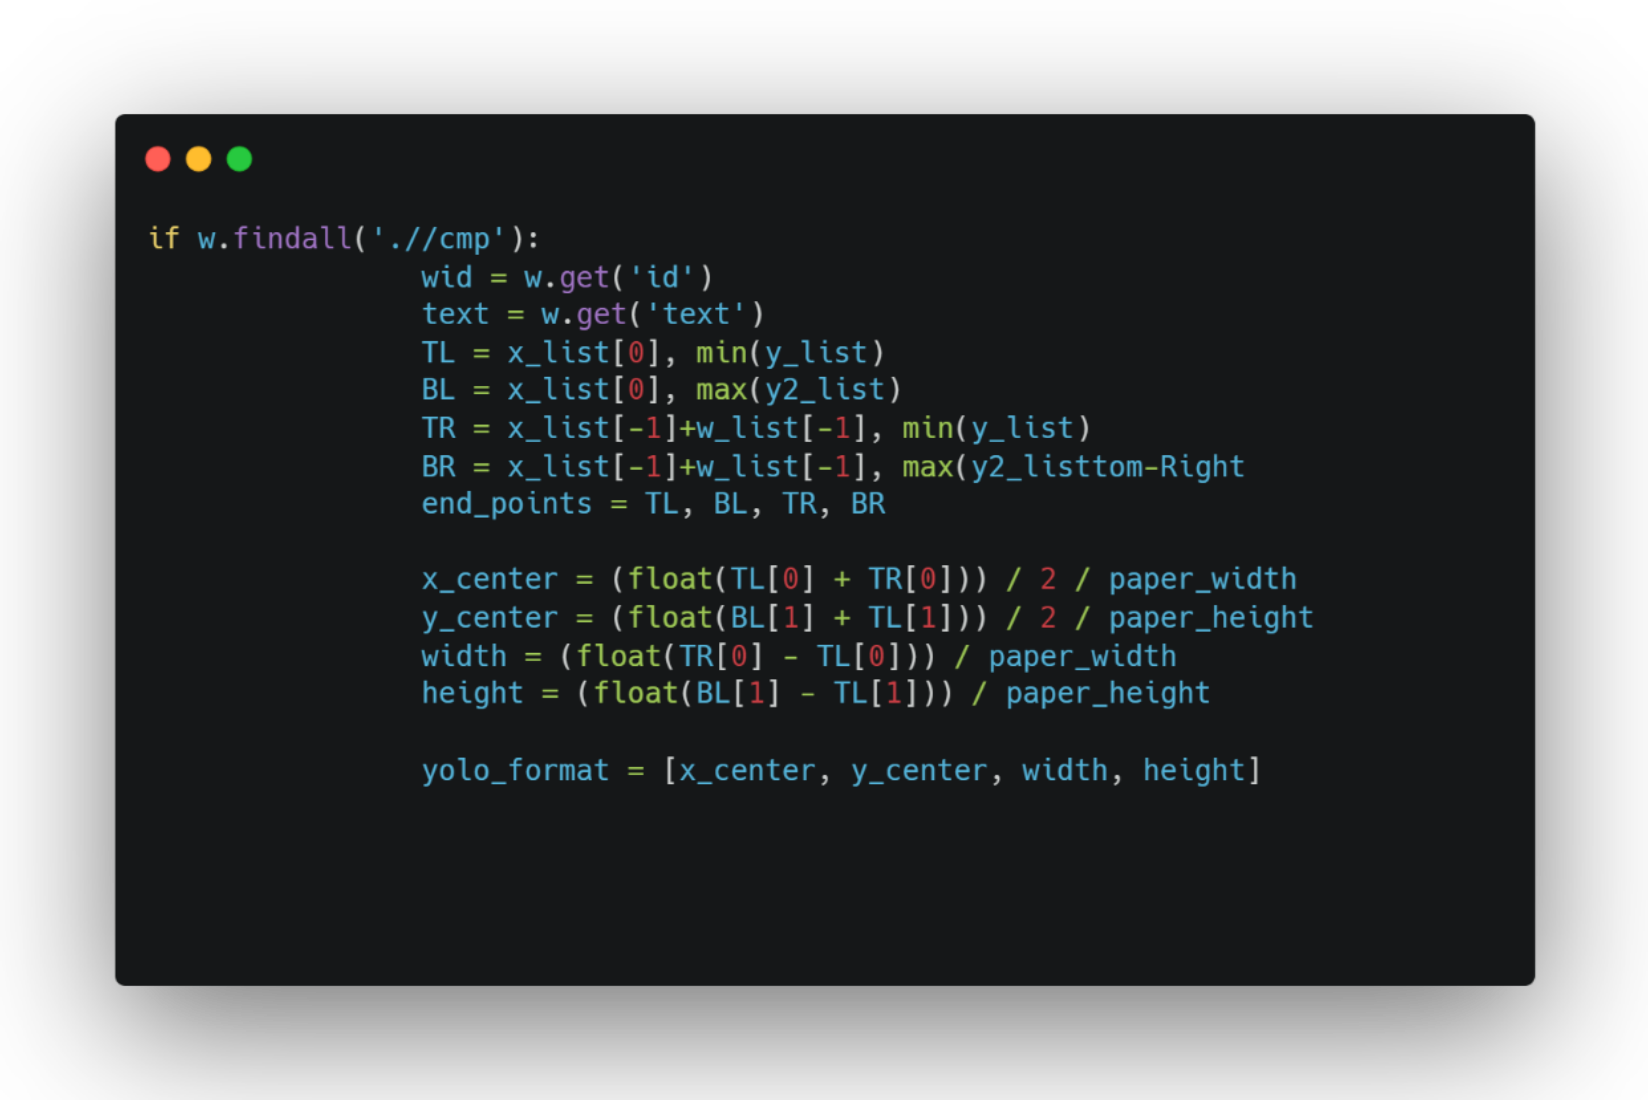 if w.findall('.//cmp'):
                wid = w.get('id')
                text = w.get('text')
                TL = x_list[0], min(y_list)
                BL = x_list[0], max(y2_list)
                TR = x_list[-1]+w_list[-1], min(y_list)
                BR = x_list[-1]+w_list[-1], max(y2_listtom-Right
                end_points = TL, BL, TR, BR

                x_center = (float(TL[0] + TR[0])) / 2 / paper_width
                y_center = (float(BL[1] + TL[1])) / 2 / paper_height
                width = (float(TR[0] - TL[0])) / paper_width
                height = (float(BL[1] - TL[1])) / paper_height

                yolo_format = [x_center, y_center, width, height]